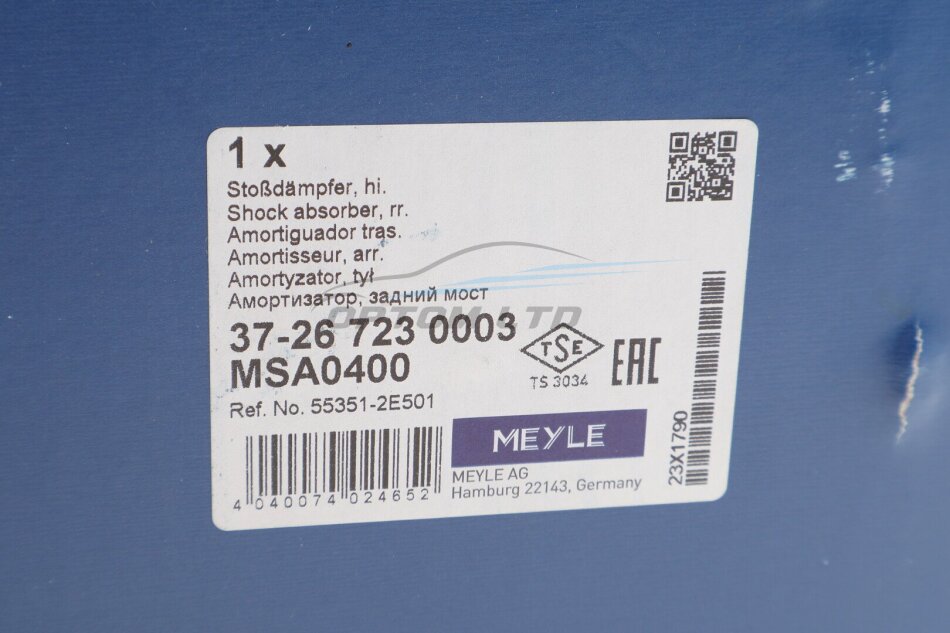 1 x
Stoßdämpfer, hi.
Shock absorber, rr.
Amortiguador tras.
Amortisseur, arr.
Amortyzator, tył
Амортизатор, задний мост
OPTOM LTD
37-26 723 0003
MSA0400
TSE
TS 3034
EAC
Ref. No. 55351-2E501
MEYLE
MEYLE AG
Hamburg 22143, Germany
4 040074 024652
23X1790